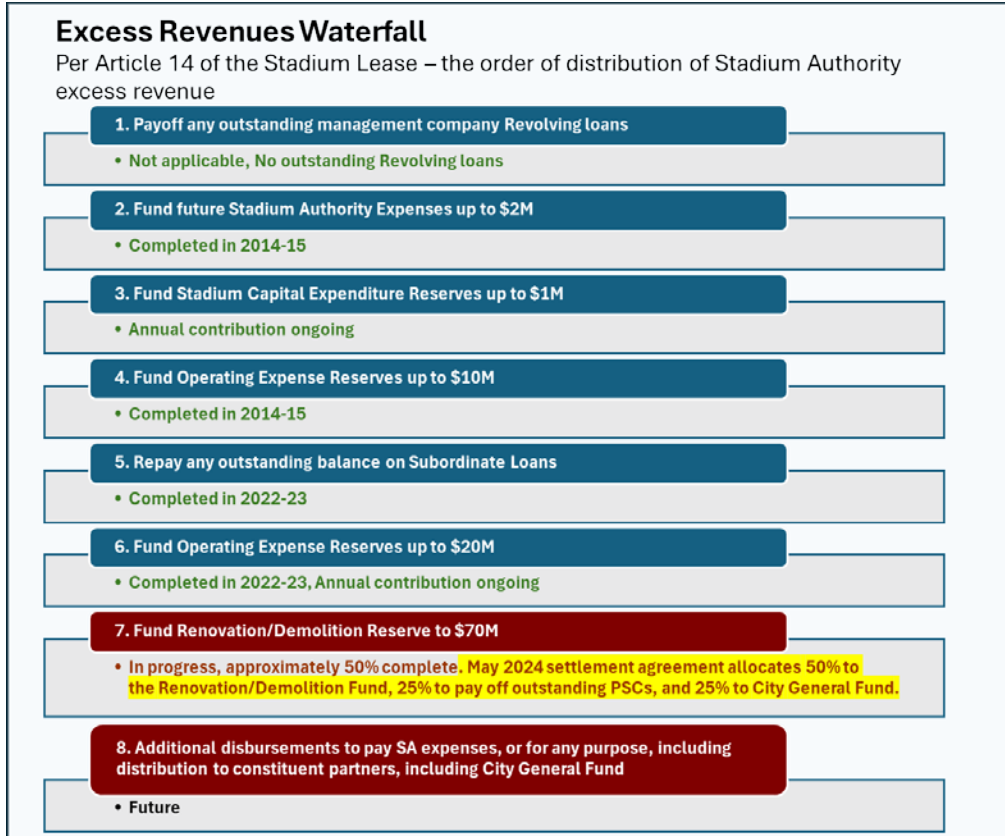 Excess Revenues Waterfall
Per Article 14 of the Stadium Lease – the order of distribution of Stadium Authority
excess revenue
1. Payoff any outstanding management company Revolving loans
• Not applicable, No outstanding Revolving loans
2. Fund future Stadium Authority Expenses up to $2M
• Completed in 2014-15
3. Fund Stadium Capital Expenditure Reserves up to $1M
• Annual contribution ongoing
4. Fund Operating Expense Reserves up to $10M
• Completed in 2014-15
5. Repay any outstanding balance on Subordinate Loans
• Completed in 2022-23
6. Fund Operating Expense Reserves up to $20M
• Completed in 2022-23, Annual contribution ongoing
7. Fund Renovation/Demolition Reserve to $70M
• In progress, approximately 50% complete. May 2024 settlement agreement allocates 50% to
the Renovation/Demolition Fund, 25% to pay off outstanding PSCs, and 25% to City General Fund.
8. Additional disbursements to pay SA expenses, or for any purpose, including
distribution to constituent partners, including City General Fund
• Future